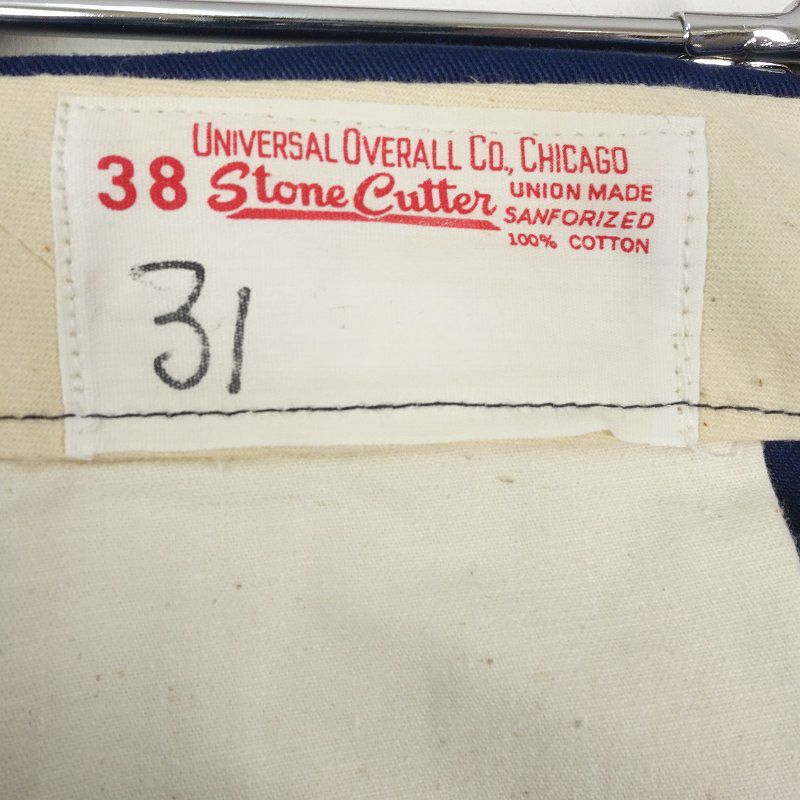 UNIVERSAL OVERALL CO., CHICAGO
38 Stone Cutter UNION MADE
SANFORIZED
100% COTTON
31